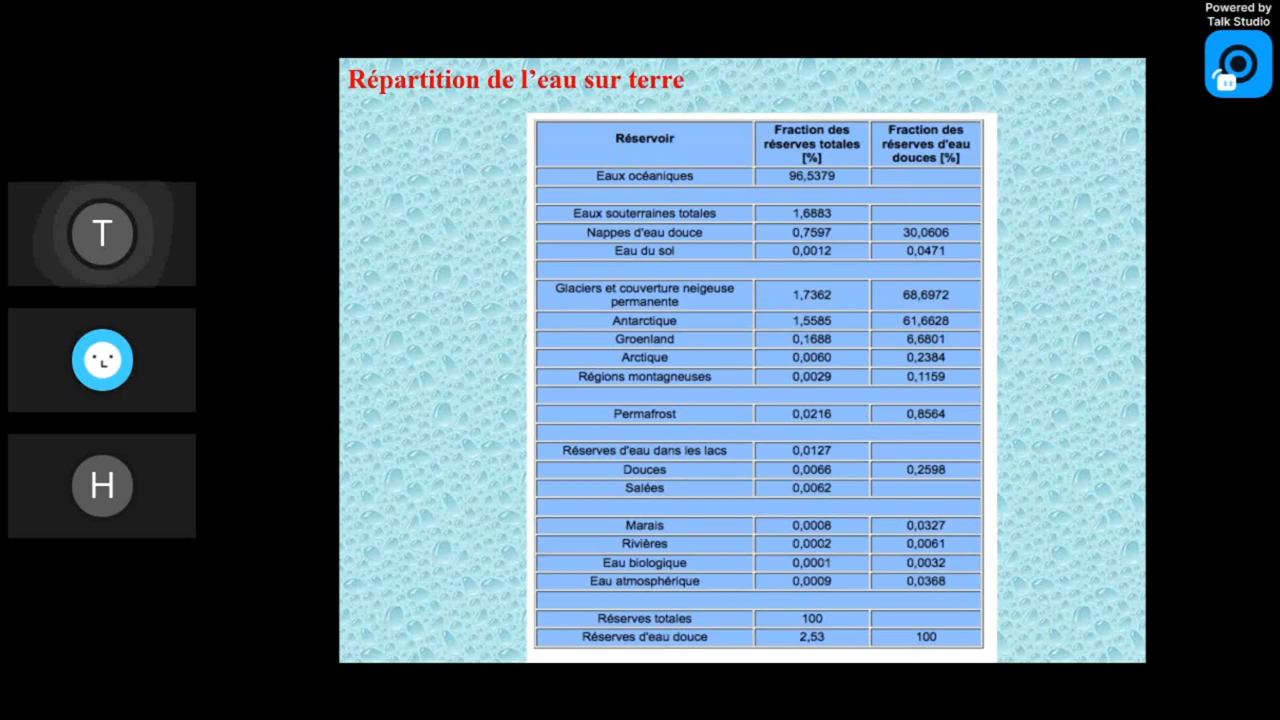 Powered by
Talk Studio
Répartition de l'eau sur terre
Réservoir
Fraction des réserves totales [%]
Fraction des réserves d'eau douces [%]
Eaux océaniques 96,5379
Eaux souterraines totales 1,6883
Nappes d'eau douce 0,7597 30,0606
Eau du sol 0,0012 0,0471
Glaciers et couverture neigeuse permanente 1,7362 68,6972
Antarctique 1,5585 61,6628
Groenland 0,1688 6,6801
Arctique 0,0060 0,2384
Régions montagneuses 0,0029 0,1159
Permafrost 0,0216 0,8564
Réserves d'eau dans les lacs 0,0127
Douces 0,0066 0,2598
Salées 0,0062
Marais 0,0008 0,0327
Rivières 0,0002 0,0061
Eau biologique 0,0001 0,0032
Eau atmosphérique 0,0009 0,0368
Réserves totales 100
Réserves d'eau douce 2,53 100
T
H